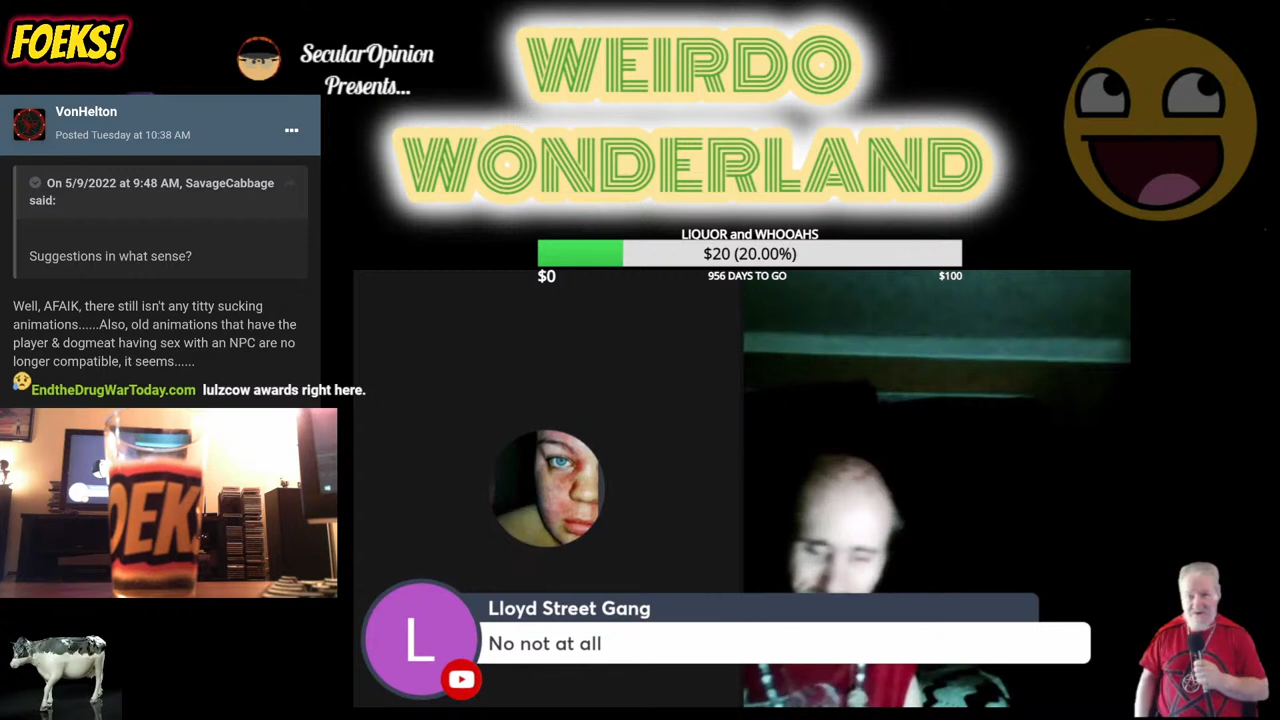 FOEKS!
SecularOpinion
Presents...
WEIRDO
WONDERLAND
VonHelton
Posted Tuesday at 10:38 AM
On 5/9/2022 at 9:48 AM, SavageCabbage
said:
Suggestions in what sense?
Well, AFAIK, there still isn't any titty sucking
animations......Also, old animations that have the
player & dogmeat having sex with an NPC are no
longer compatible, it seems......
EndtheDrugWarToday.com lulzcow awards right here.
LIQUOR and WHOOAHS
$20 (20.00%)
$0
956 DAYS TO GO
$100
OEKS
L
Lloyd Street Gang
No not at all